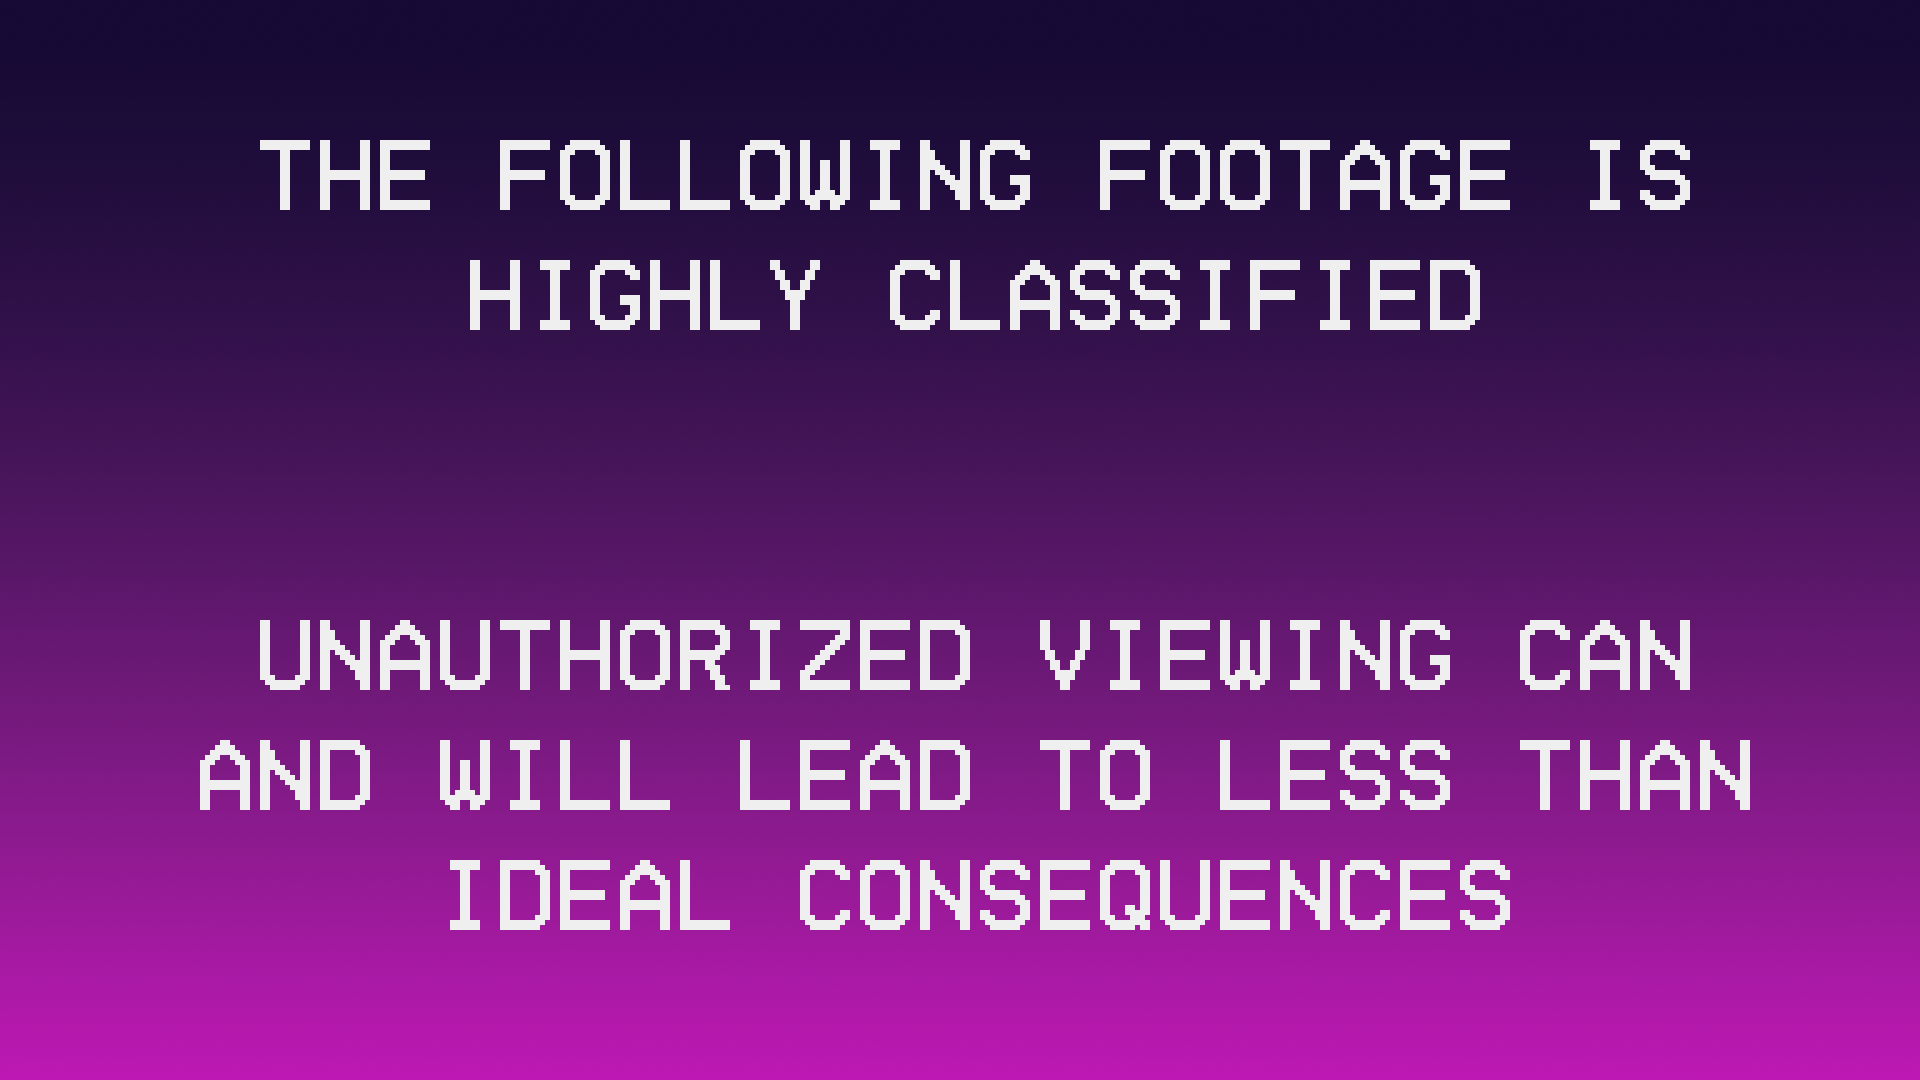 THE FOLLOWING FOOTAGE IS
HIGHLY CLASSIFIED
UNAUTHORIZED VIEWING CAN
AND WILL LEAD TO LESS THAN
IDEAL CONSEQUENCES